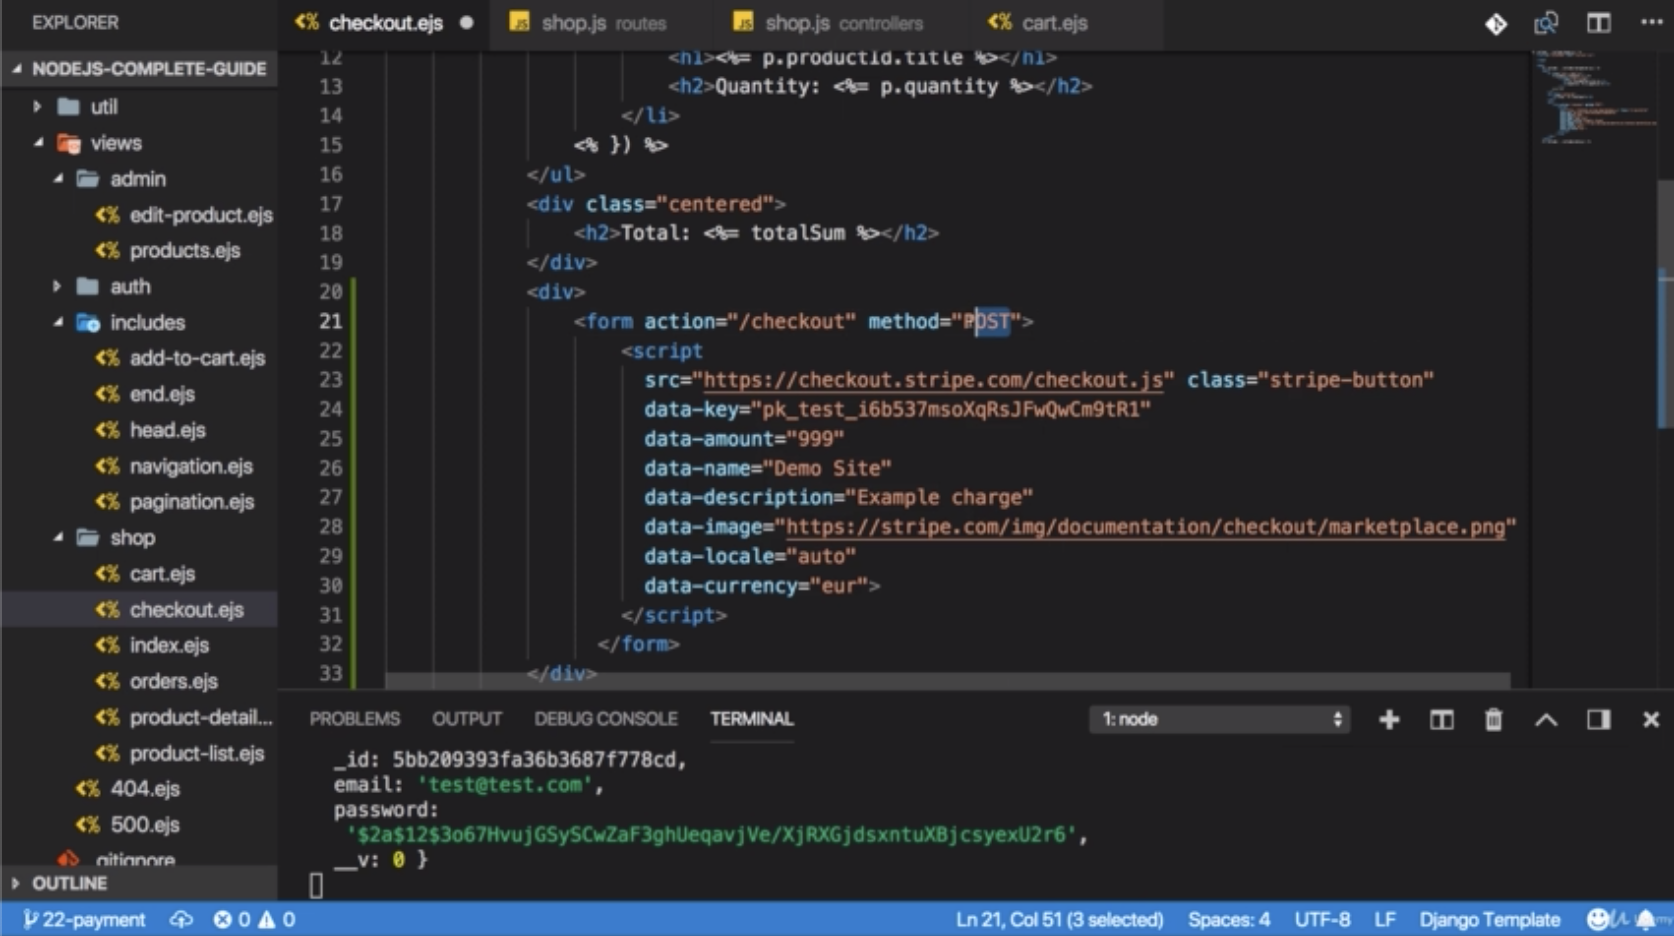 EXPLORER
checkout.ejs
shop.js routes
shop.js controllers
cart.ejs
NODEJS-COMPLETE-GUIDE
util
views
admin
edit-product.ejs
products.ejs
auth
includes
add-to-cart.ejs
end.ejs
head.ejs
navigation.ejs
pagination.ejs
shop
cart.ejs
checkout.ejs
index.ejs
orders.ejs
product-detail...
product-list.ejs
404.ejs
500.ejs
.gitignore
OUTLINE
12 <h1><%= p.productId.title %></h1>
13 <h2>Quantity: <%= p.quantity %></h2>
14 </li>
15 <% }) %>
16 </ul>
17 <div class="centered">
18 <h2>Total: <%= totalSum %></h2>
19 </div>
20 <div>
21 <form action="/checkout" method="POST">
22 <script
23 src="https://checkout.stripe.com/checkout.js" class="stripe-button"
24 data-key="pk_test_i6b537msoXqRsJFwQwCm9tR1"
25 data-amount="999"
26 data-name="Demo Site"
27 data-description="Example charge"
28 data-image="https://stripe.com/img/documentation/checkout/marketplace.png"
29 data-locale="auto"
30 data-currency="eur">
31 </script>
32 </form>
33 </div>
PROBLEMS OUTPUT DEBUG CONSOLE TERMINAL 1: node
_id: 5bb209393fa36b3687f778cd,
email: 'test@test.com',
password:
'$2a$12$3o67HvujGSySCwZaF3ghUeqavjVe/XjRXGjdsxntuXBjcsyexU2r6',
__v: 0 }
22-payment 0 0 Ln 21, Col 51 (3 selected) Spaces: 4 UTF-8 LF Django Template